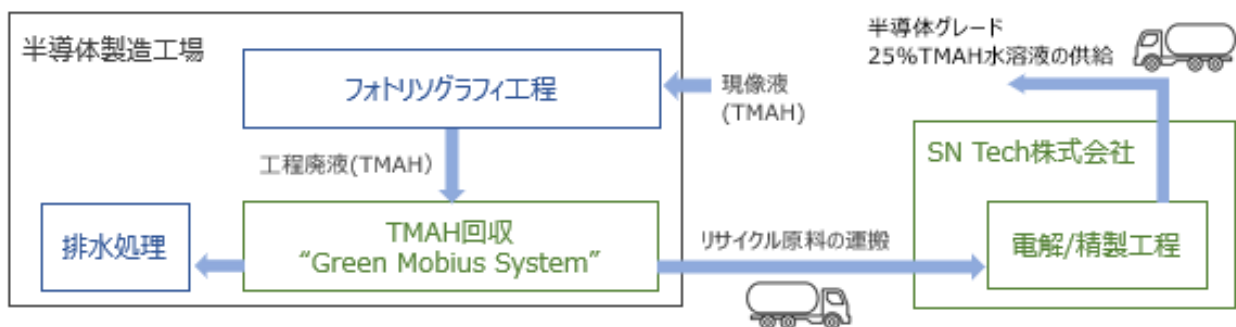 半導体製造工場
フォトリソグラフィ工程
現像液
(TMAH)
工程廃液(TMAH)
排水処理
TMAH回収
“Green Mobius System”
リサイクル原料の運搬
半導体グレード
25%TMAH水溶液の供給
SN Tech株式会社
電解/精製工程